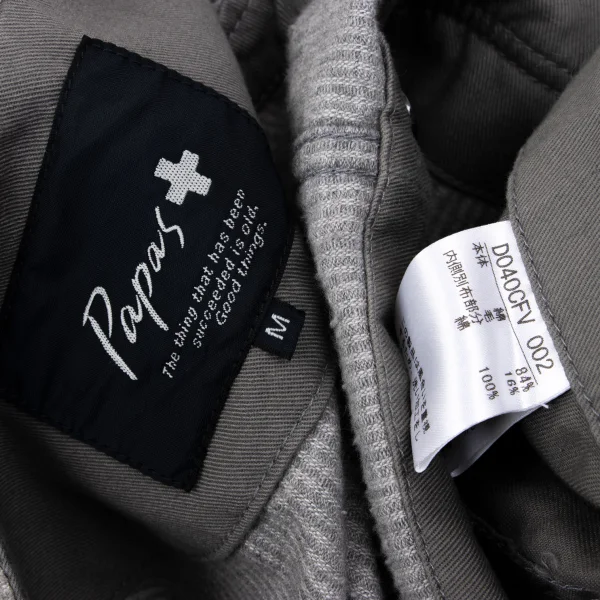 Papas
The thing that has been
succeeded is old.
Good things.
M
D040CFV 002
本体 綿 84%
毛 16%
内側別布部分
綿 100%